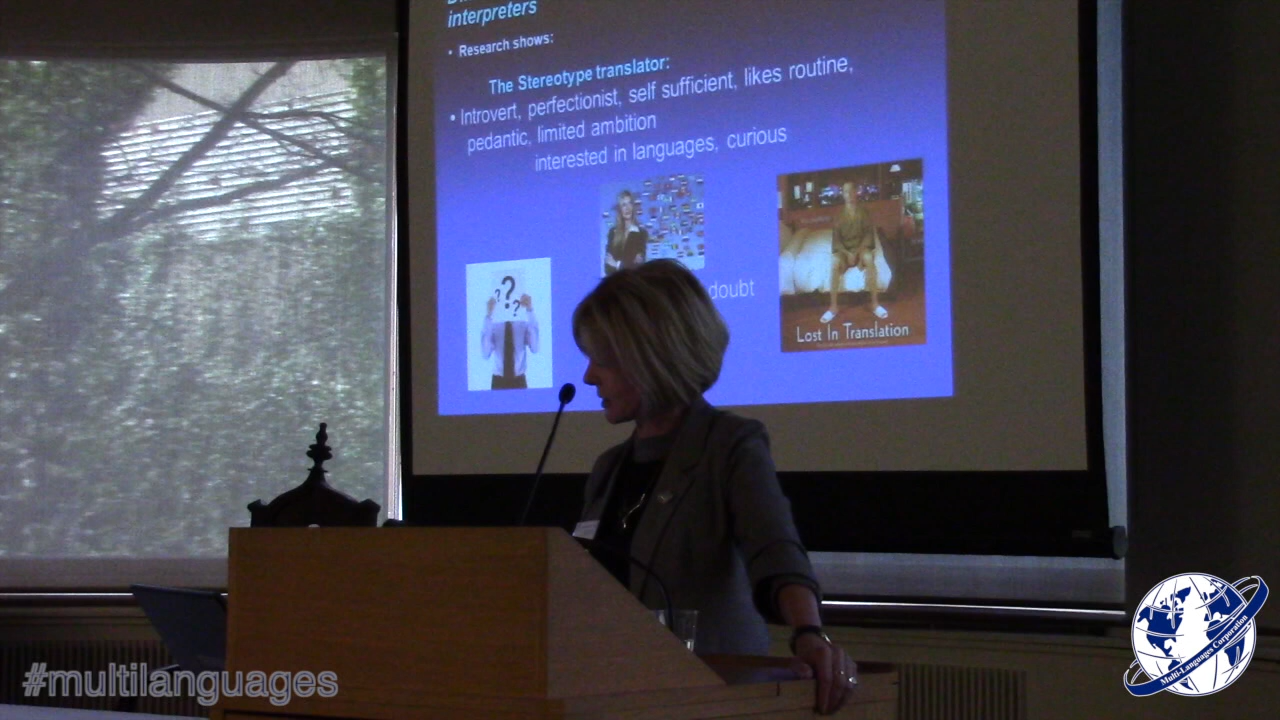 interpreters
• Research shows:
The Stereotype translator:
• Introvert, perfectionist, self sufficient, likes routine,
pedantic, limited ambition
interested in languages, curious
? ? ?
doubt
Lost In Translation
#multilanguages
Multi-Languages Corporation